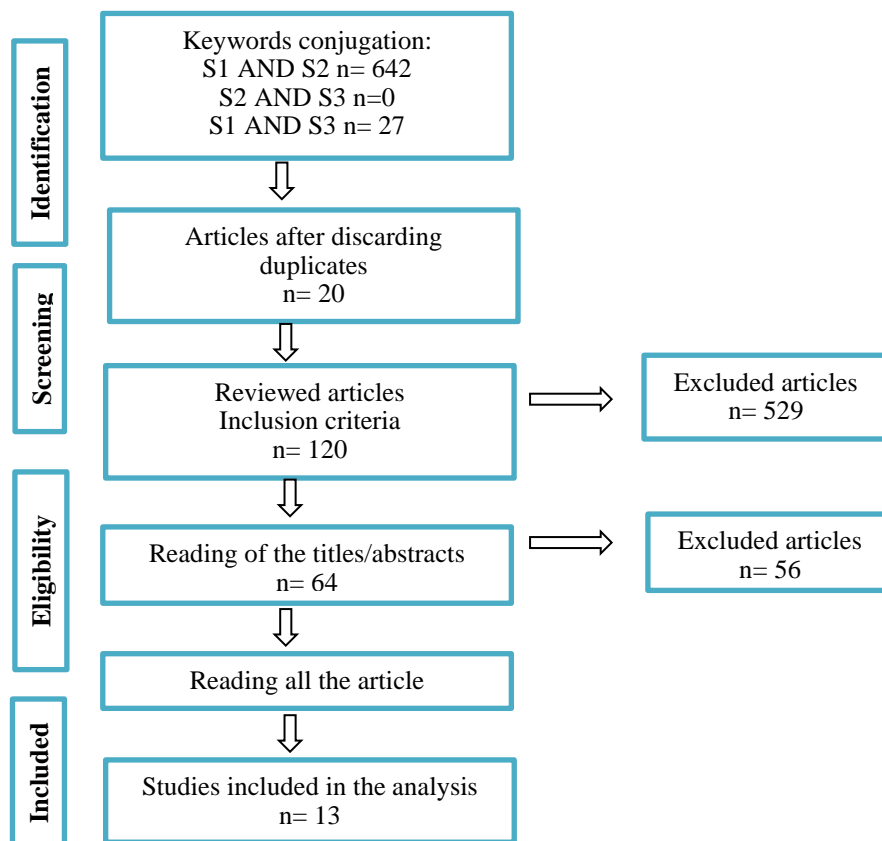 Identification
Keywords conjugation:
S1 AND S2 n= 642
S2 AND S3 n=0
S1 AND S3 n= 27
Articles after discarding
duplicates
n= 20
Screening
Reviewed articles
Inclusion criteria
n= 120
Excluded articles
n= 529
Eligibility
Reading of the titles/abstracts
n= 64
Excluded articles
n= 56
Reading all the article
Included
Studies included in the analysis
n= 13